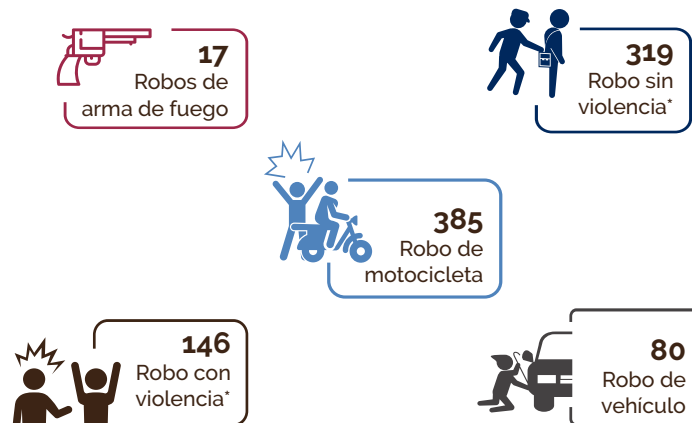 17
Robos de
arma de fuego
319
Robo sin
violencia*
385
Robo de
motocicleta
146
Robo con
violencia*
80
Robo de
vehículo